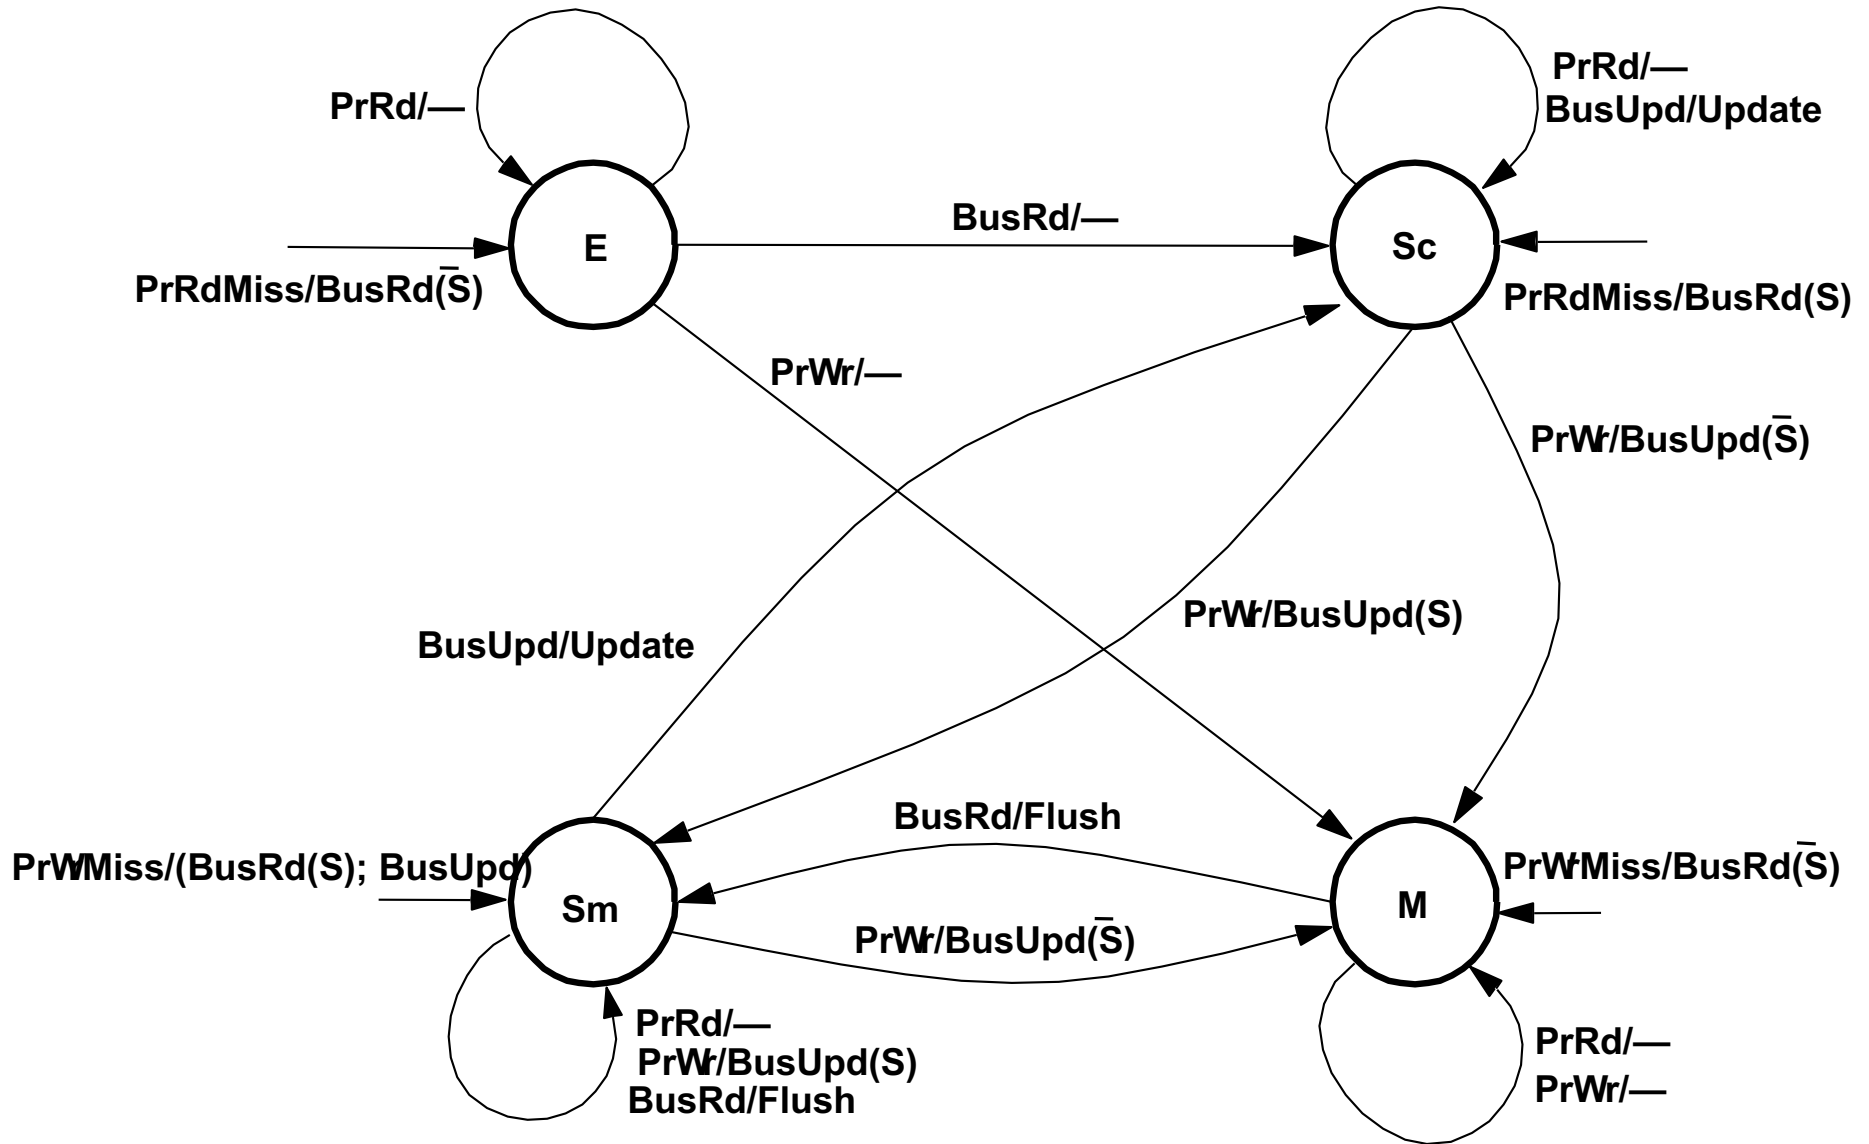 PrRd/—
PrRd/—
BusUpd/Update
BusRd/—
E
Sc
PrRdMiss/BusRd(S̅)
PrRdMiss/BusRd(S)
PrWr/—
PrWr/BusUpd(S̅)
PrWr/BusUpd(S)
BusUpd/Update
BusRd/Flush
PrWrMiss/(BusRd(S); BusUpd)
PrWrMiss/BusRd(S̅)
Sm
M
PrWr/BusUpd(S̅)
PrRd/—
PrWr/BusUpd(S)
BusRd/Flush
PrRd/—
PrWr/—